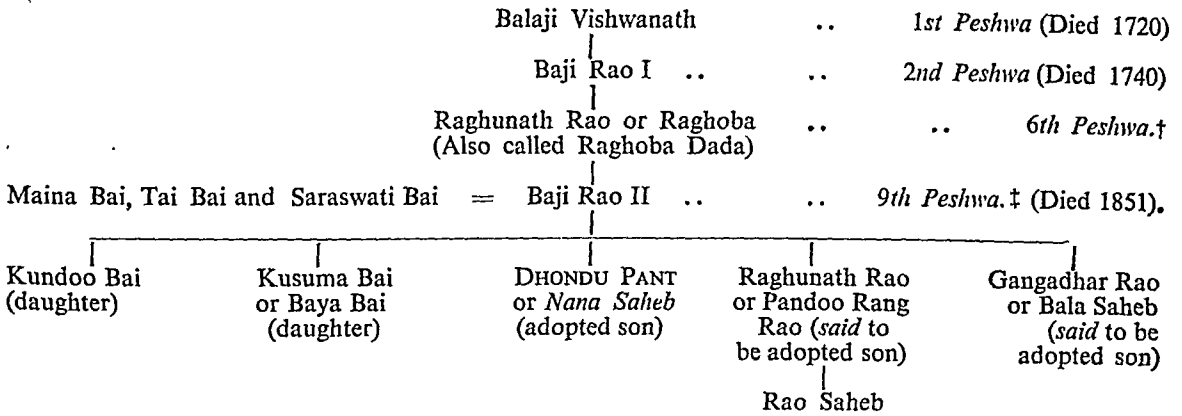 Balaji Vishwanath .. 1st Peshwa (Died 1720)
Baji Rao I .. .. 2nd Peshwa (Died 1740)
Raghunath Rao or Raghoba .. .. 6th Peshwa.†
(Also called Raghoba Dada)
Maina Bai, Tai Bai and Saraswati Bai = Baji Rao II .. .. 9th Peshwa.‡ (Died 1851).
Kundoo Bai Kusuma Bai DHONDU PANT Raghunath Rao Gangadhar Rao
(daughter) or Baya Bai or Nana Saheb or Pandoo Rang or Bala Saheb
(daughter) (adopted son) Rao (said to (said to be
be adopted son) adopted son)
Rao Saheb